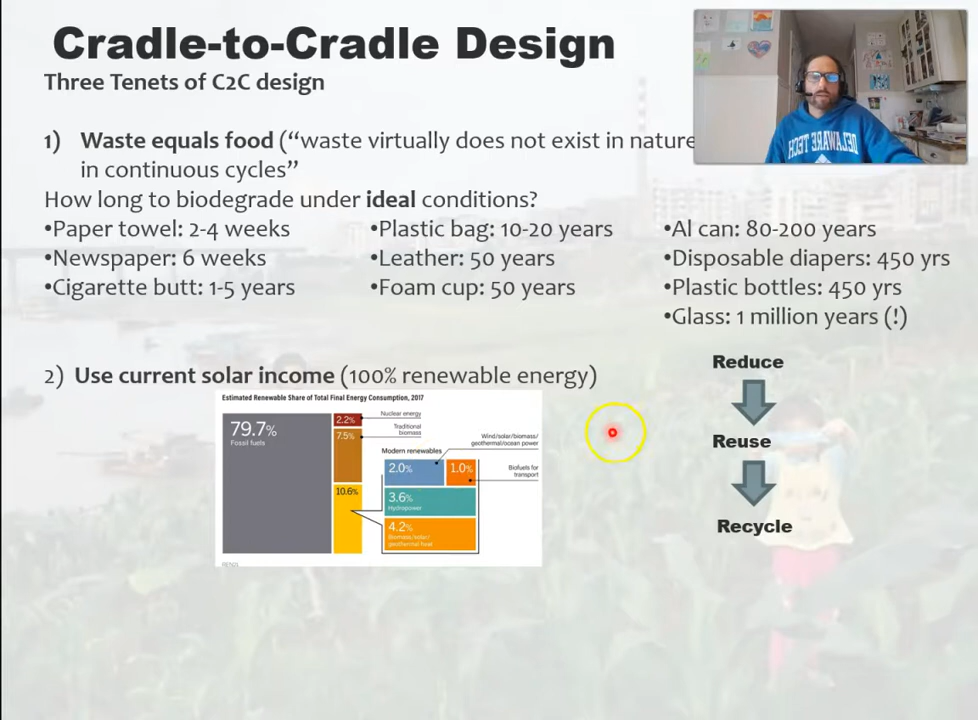 Cradle-to-Cradle Design
Three Tenets of C2C design
1) Waste equals food (“waste virtually does not exist in nature
in continuous cycles”
How long to biodegrade under ideal conditions?
•Paper towel: 2-4 weeks
•Newspaper: 6 weeks
•Cigarette butt: 1-5 years
•Plastic bag: 10-20 years
•Leather: 50 years
•Foam cup: 50 years
•Al can: 80-200 years
•Disposable diapers: 450 yrs
•Plastic bottles: 450 yrs
•Glass: 1 million years (!)
2) Use current solar income (100% renewable energy)
Estimated Renewable Share of Total Final Energy Consumption, 2017
79.7%
Fossil fuels
2.2%
Nuclear energy
7.5%
Traditional
biomass
10.6%
Modern renewables
Wind/solar/biomass/
geothermal/ocean power
2.0%
1.0%
Biofuels for
transport
3.6%
Hydropower
4.2%
Biomass/solar/
geothermal heat
Reduce
Reuse
Recycle
DELAWARE
TECH